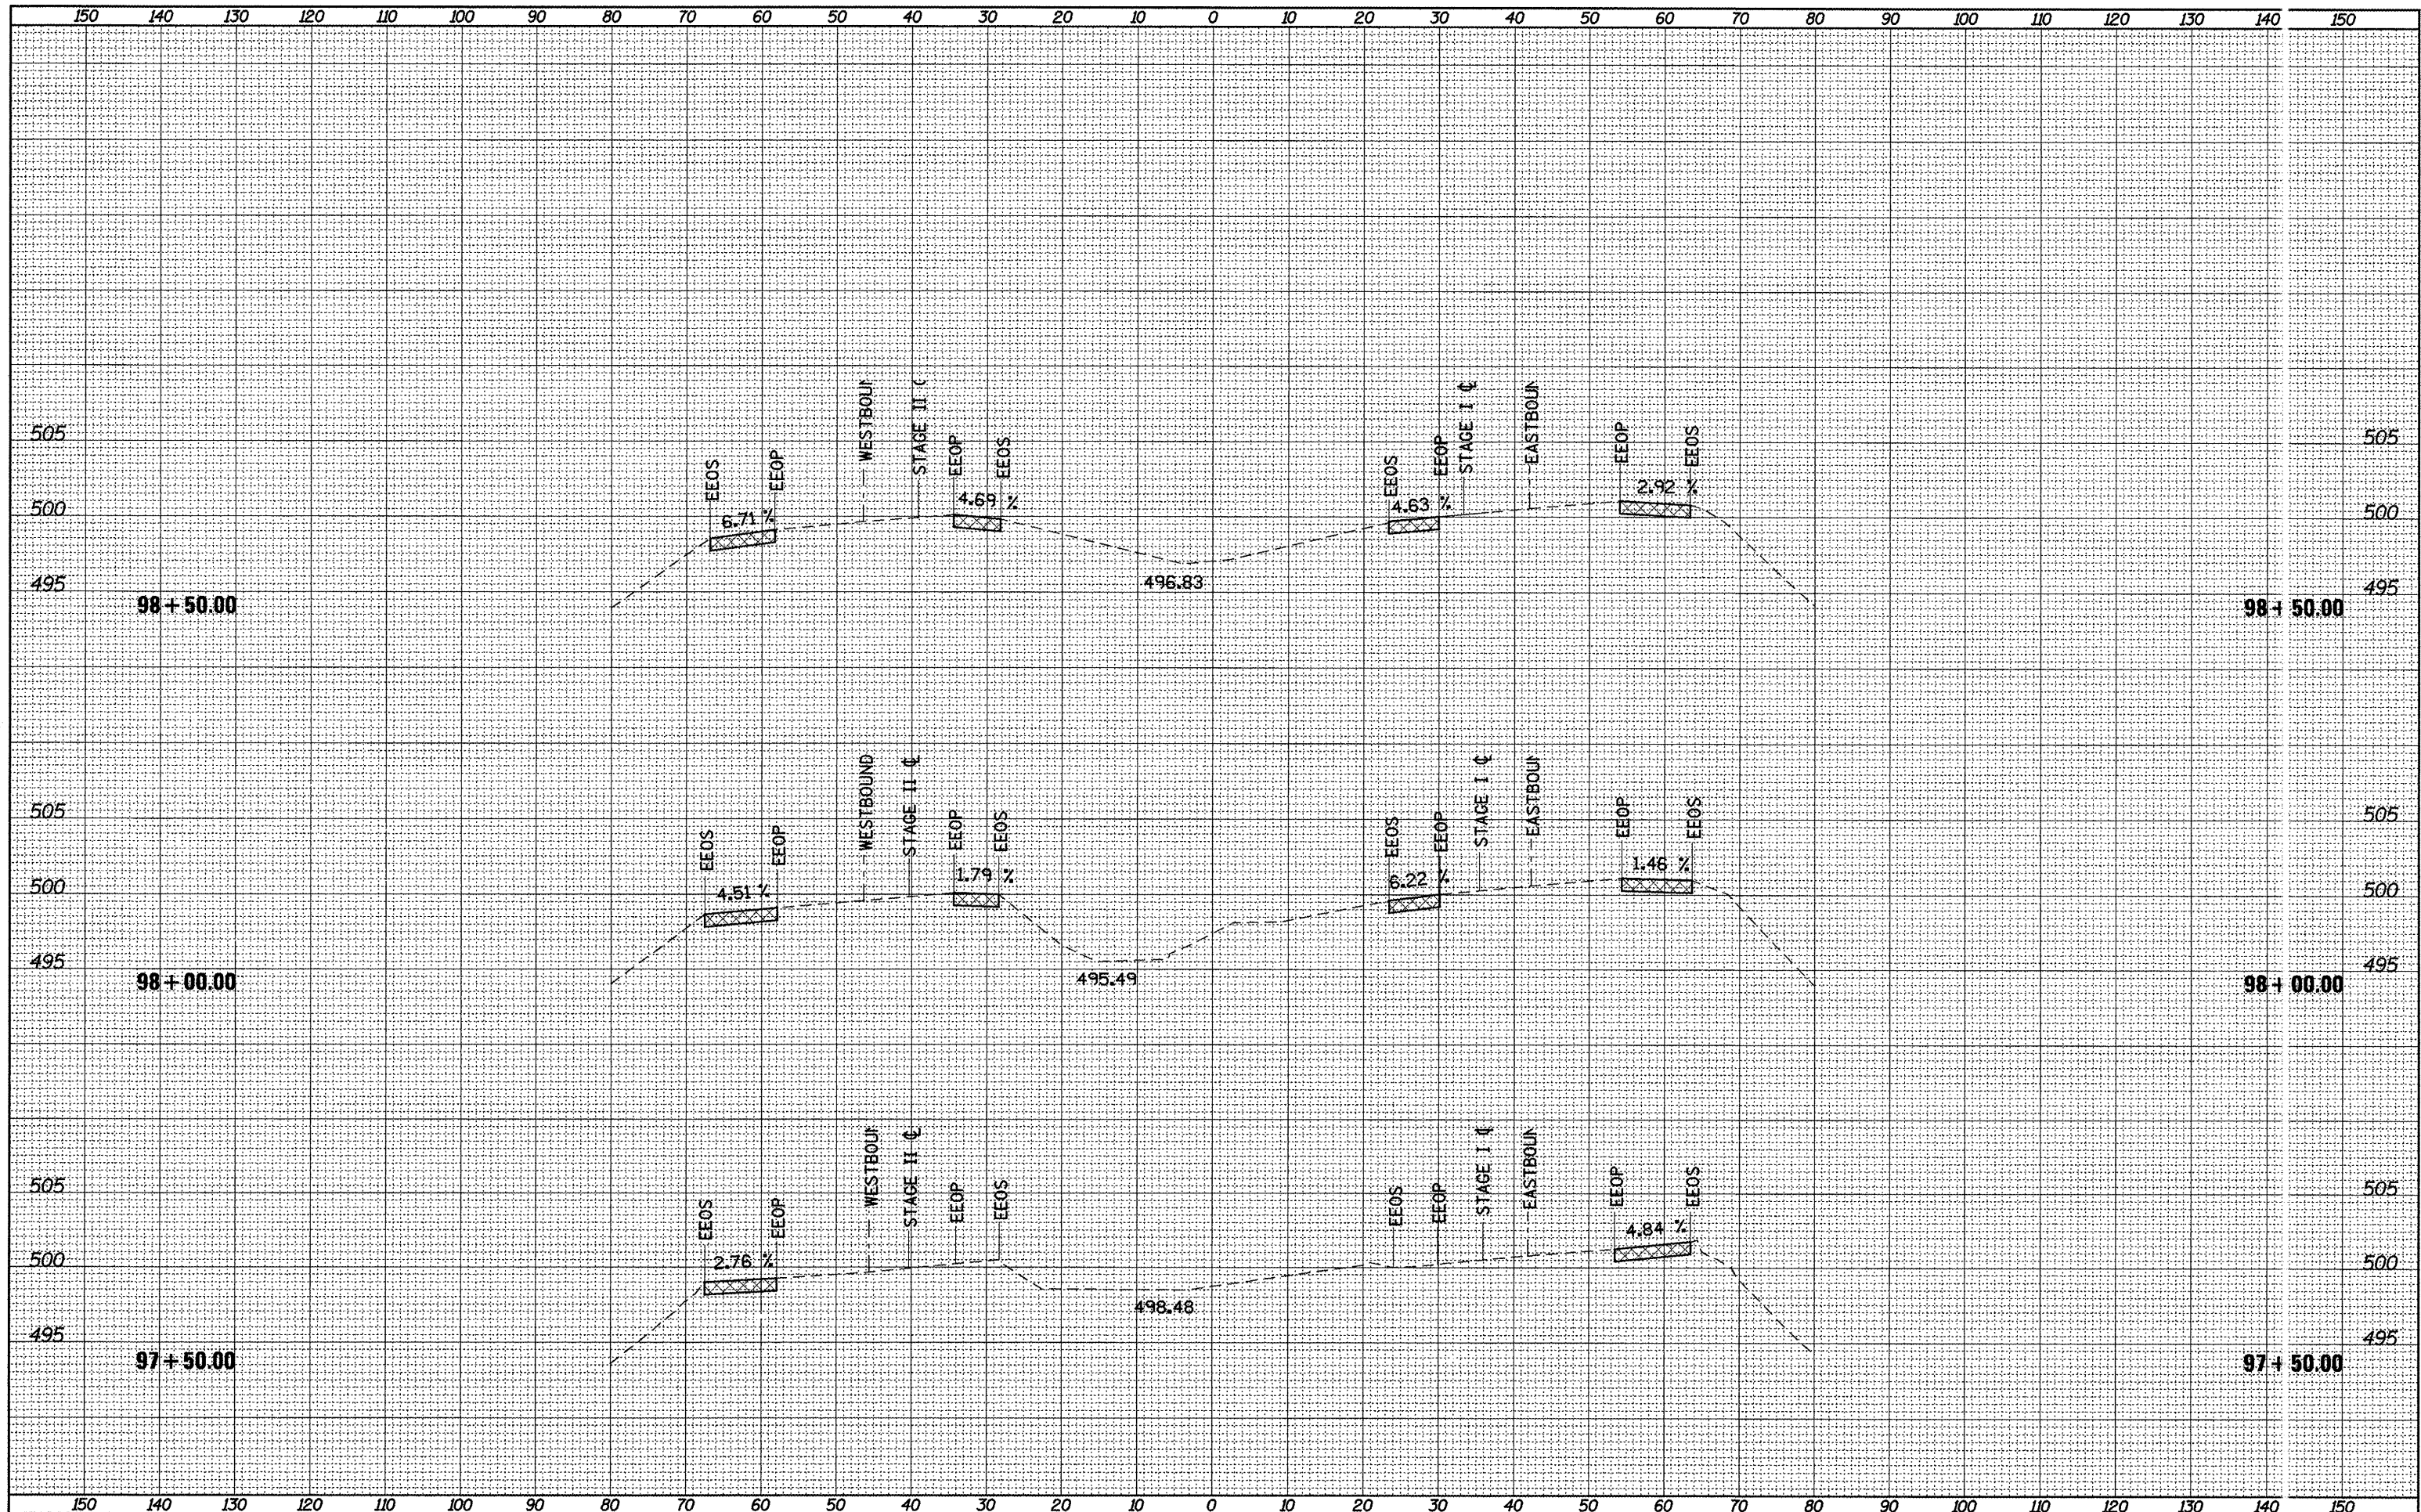 150 140 130 120 110 100 90 80 70 60 50 40 30 20 10 0 10 20 30 40 50 60 70 80 90 100 110 120 130 140 150
WESTBOUN
STAGE II C
STAGE I ℄
EASTBOUN
505 EEOS EEOP EEOP EEOS EEOS EEOP EEOP EEOS 505
500 6.71 % 4.69 % 4.63 % 2.92 % 500
495 496.83 495
98+50.00 98+50.00
WESTBOUND
STAGE II ℄
STAGE I ℄
EASTBOUN
505 EEOS EEOP EEOP EEOS EEOS EEOP EEOP EEOS 505
500 4.51 % 1.79 % 6.22 % 1.46 % 500
495 495.49 495
98+00.00 98+00.00
WESTBOUN
STAGE II ℄
STAGE I ℄
EASTBOUN
505 EEOS EEOP EEOP EEOS EEOS EEOP EEOP EEOS 505
500 2.76 % 4.84 % 500
495 498.48 495
97+50.00 97+50.00
150 140 130 120 110 100 90 80 70 60 50 40 30 20 10 0 10 20 30 40 50 60 70 80 90 100 110 120 130 140 150